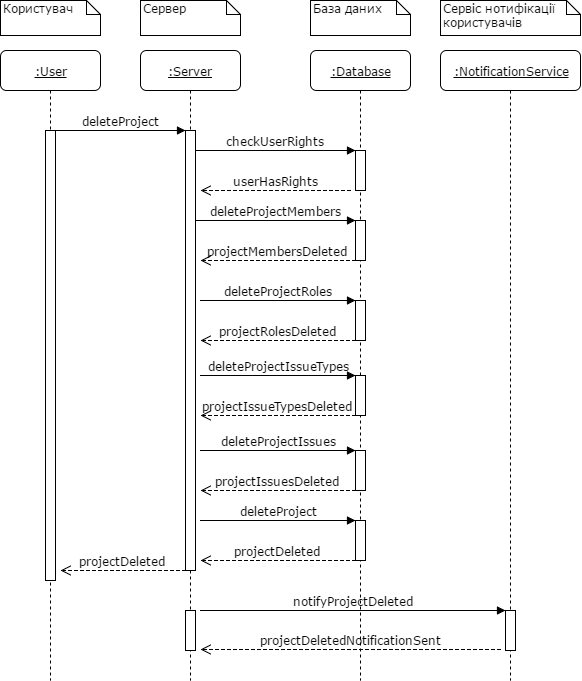 Користувач
Сервер
База даних
Сервіс нотифікації
користувачів
:User
:Server
:Database
:NotificationService
deleteProject
checkUserRights
userHasRights
deleteProjectMembers
projectMembersDeleted
deleteProjectRoles
projectRolesDeleted
deleteProjectIssueTypes
projectIssueTypesDeleted
deleteProjectIssues
projectIssuesDeleted
deleteProject
projectDeleted
projectDeleted
notifyProjectDeleted
projectDeletedNotificationSent